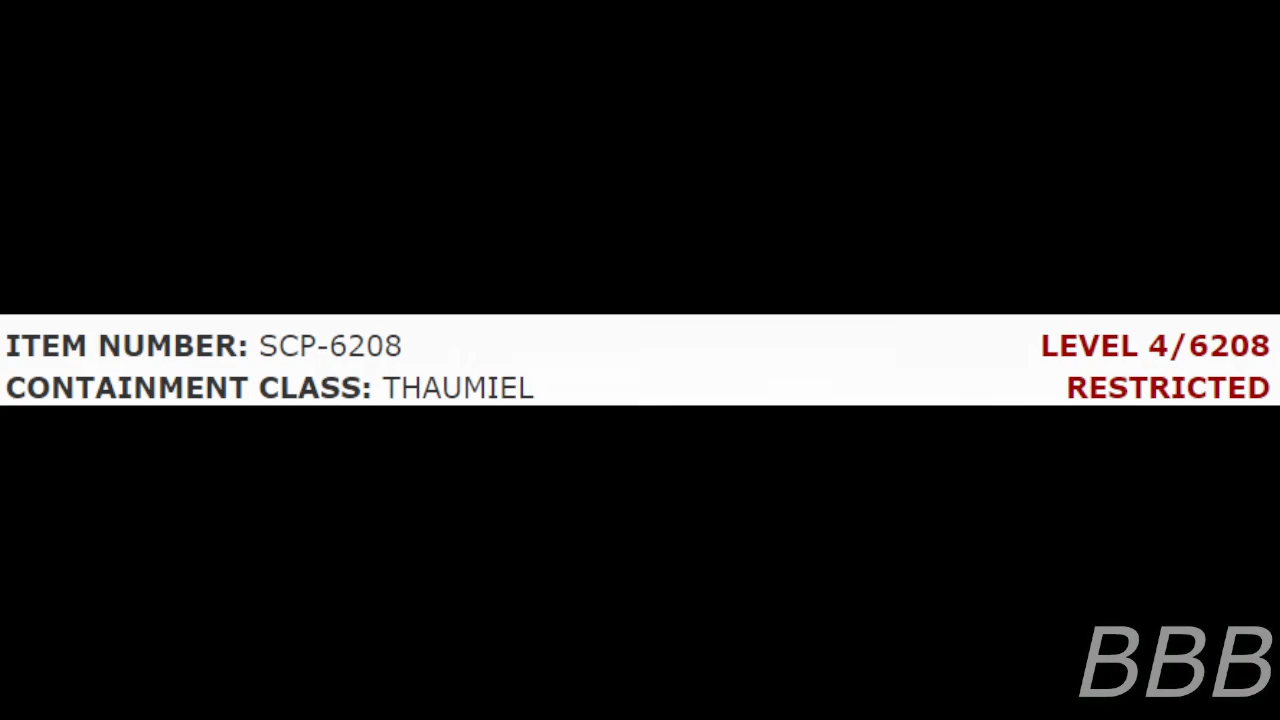 ITEM NUMBER: SCP-6208
LEVEL 4/6208
CONTAINMENT CLASS: THAUMIEL
RESTRICTED
BBB